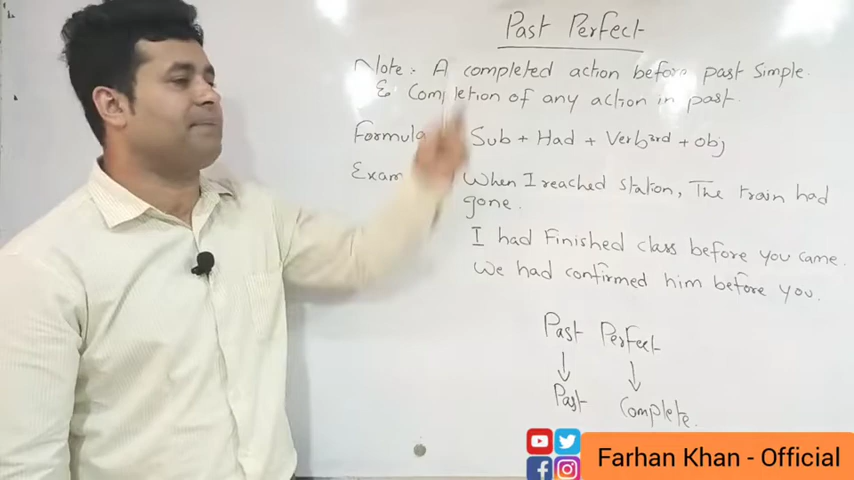 Past Perfect
Note :- A completed action before past simple.
& Completion of any action in past.
Formula Sub + Had + Verb 3rd + obj
Exam When I reached station, The train had
gone.
I had Finished class before you came.
We had confirmed him before you.
Past Perfect
Past Complete.
Farhan Khan - Official